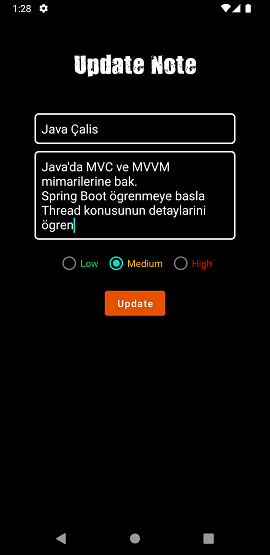 1:28
Update Note
Java Çalis
Java'da MVC ve MVVM
mimarilerine bak.
Spring Boot ögrenmeye basla
Thread konusunun detaylarini
ögren
Low Medium High
Update